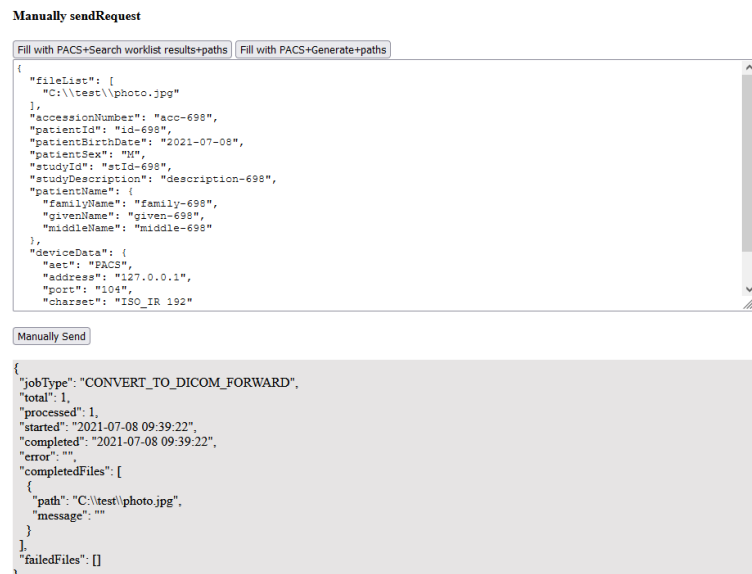 Manually sendRequest
Fill with PACS+Search worklist results+paths Fill with PACS+Generate+paths
{
  "fileList": [
    "C:\\test\\photo.jpg"
  ],
  "accessionNumber": "acc-698",
  "patientId": "id-698",
  "patientBirthDate": "2021-07-08",
  "patientSex": "M",
  "studyId": "stId-698",
  "studyDescription": "description-698",
  "patientName": {
    "familyName": "family-698",
    "givenName": "given-698",
    "middleName": "middle-698"
  },
  "deviceData": {
    "aet": "PACS",
    "address": "127.0.0.1",
    "port": "104",
    "charset": "ISO_IR 192"
Manually Send
{
  "jobType": "CONVERT_TO_DICOM_FORWARD",
  "total": 1,
  "processed": 1,
  "started": "2021-07-08 09:39:22",
  "completed": "2021-07-08 09:39:22",
  "error": "",
  "completedFiles": [
    {
      "path": "C:\\test\\photo.jpg",
      "message": ""
    }
  ],
  "failedFiles": []
}